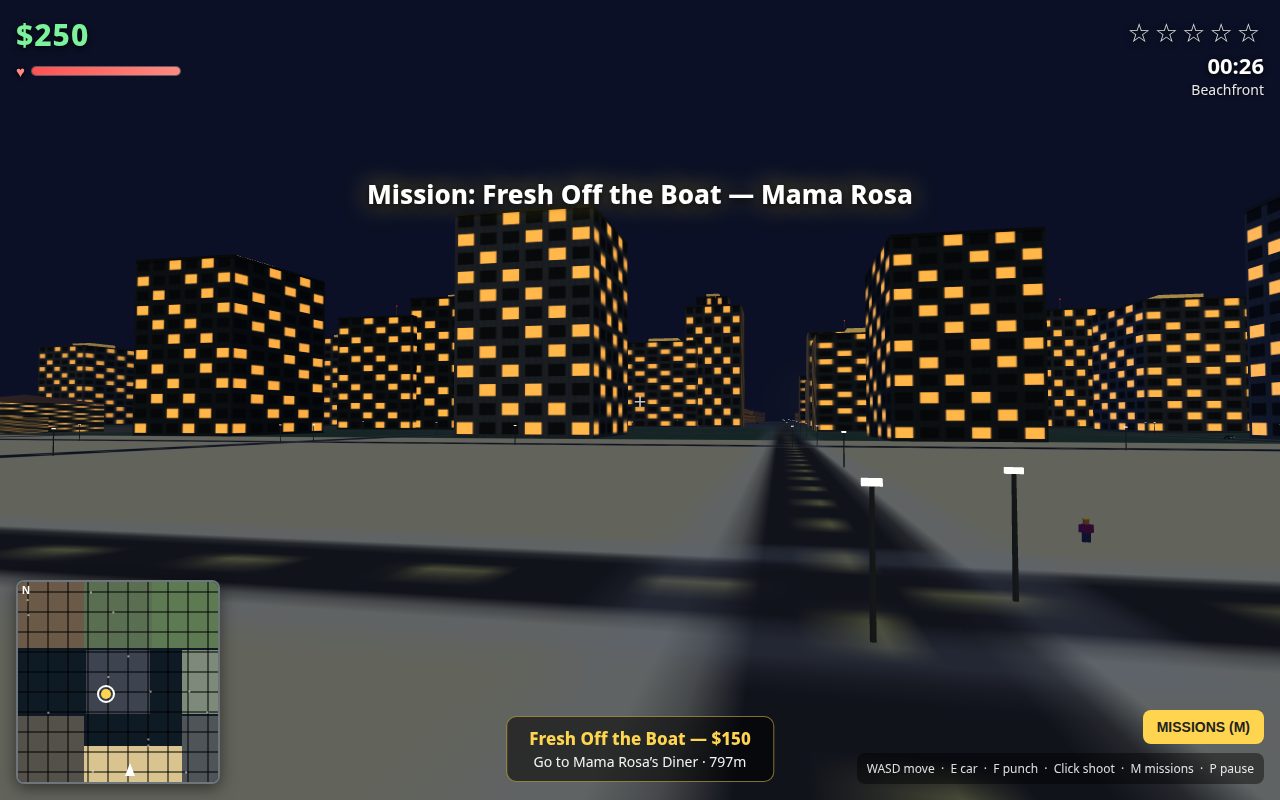 $250
☆☆☆☆☆
♥
00:26
Beachfront
Mission: Fresh Off the Boat — Mama Rosa
N
Fresh Off the Boat — $150
Go to Mama Rosa’s Diner · 797m
MISSIONS (M)
WASD move · E car · F punch · Click shoot · M missions · P pause